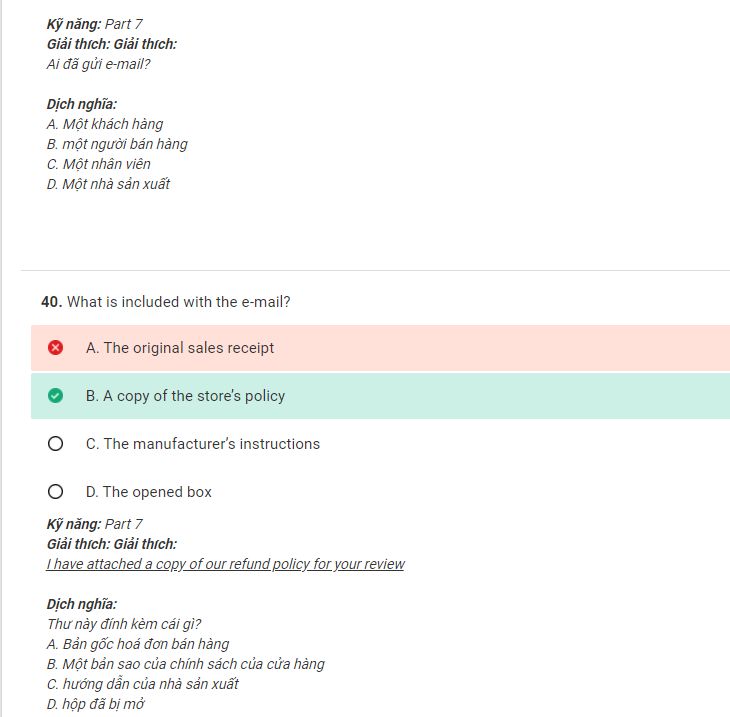 Kỹ năng: Part 7
Giải thích: Giải thích:
Ai đã gửi e-mail?
Dịch nghĩa:
A. Một khách hàng
B. một người bán hàng
C. Một nhân viên
D. Một nhà sản xuất
40. What is included with the e-mail?
A. The original sales receipt
B. A copy of the store's policy
C. The manufacturer's instructions
D. The opened box
Kỹ năng: Part 7
Giải thích: Giải thích:
I have attached a copy of our refund policy for your review
Dịch nghĩa:
Thư này đính kèm cái gì?
A. Bản gốc hoá đơn bán hàng
B. Một bản sao của chính sách của cửa hàng
C. hướng dẫn của nhà sản xuất
D. hộp đã bị mở